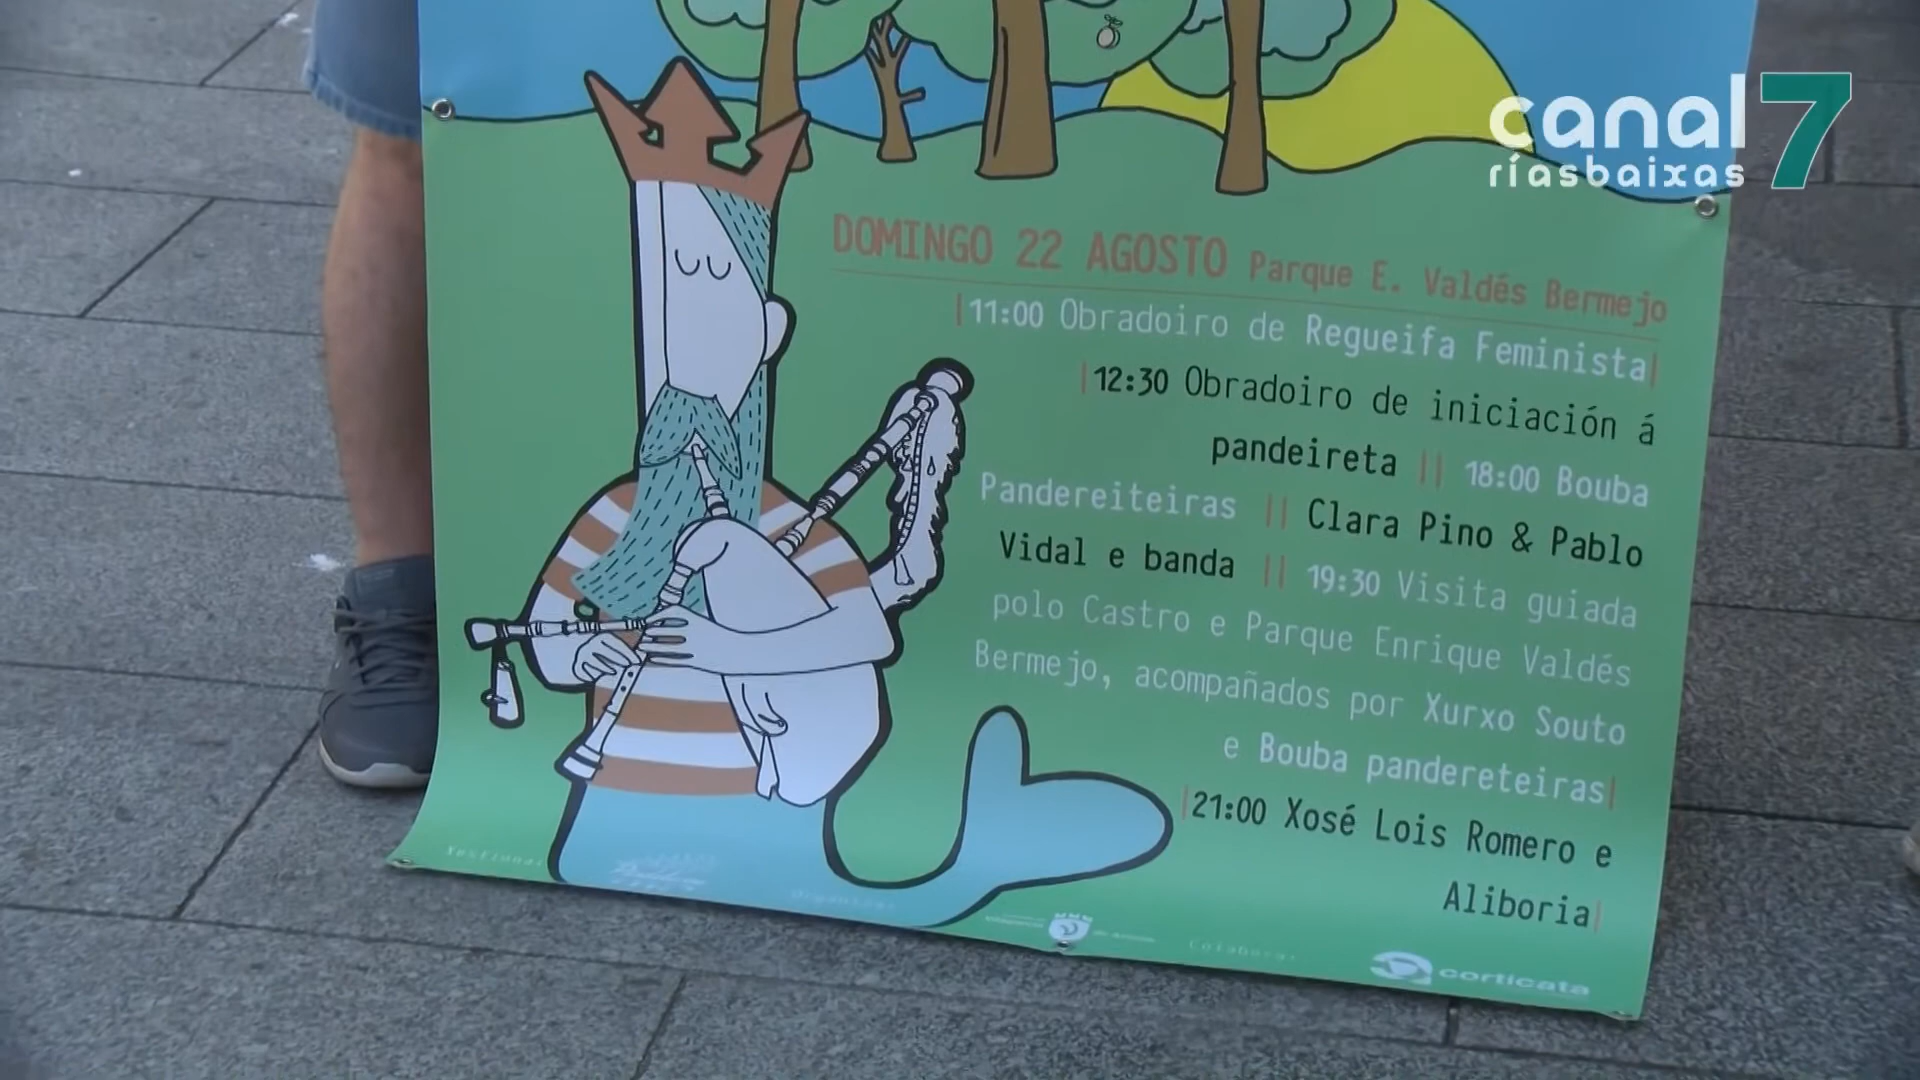 canal 7
ríasbaixas
DOMINGO 22 AGOSTO Parque E. Valdés Bermejo
|11:00 Obradoiro de Regueifa Feminista|
|12:30 Obradoiro de iniciación á
pandeireta || 18:00 Bouba
Pandereiteiras || Clara Pino & Pablo
Vidal e banda || 19:30 Visita guiada
polo Castro e Parque Enrique Valdés
Bermejo, acompañados por Xurxo Souto
e Bouba pandereteiras|
|21:00 Xosé Lois Romero e
Aliboria|
corticata